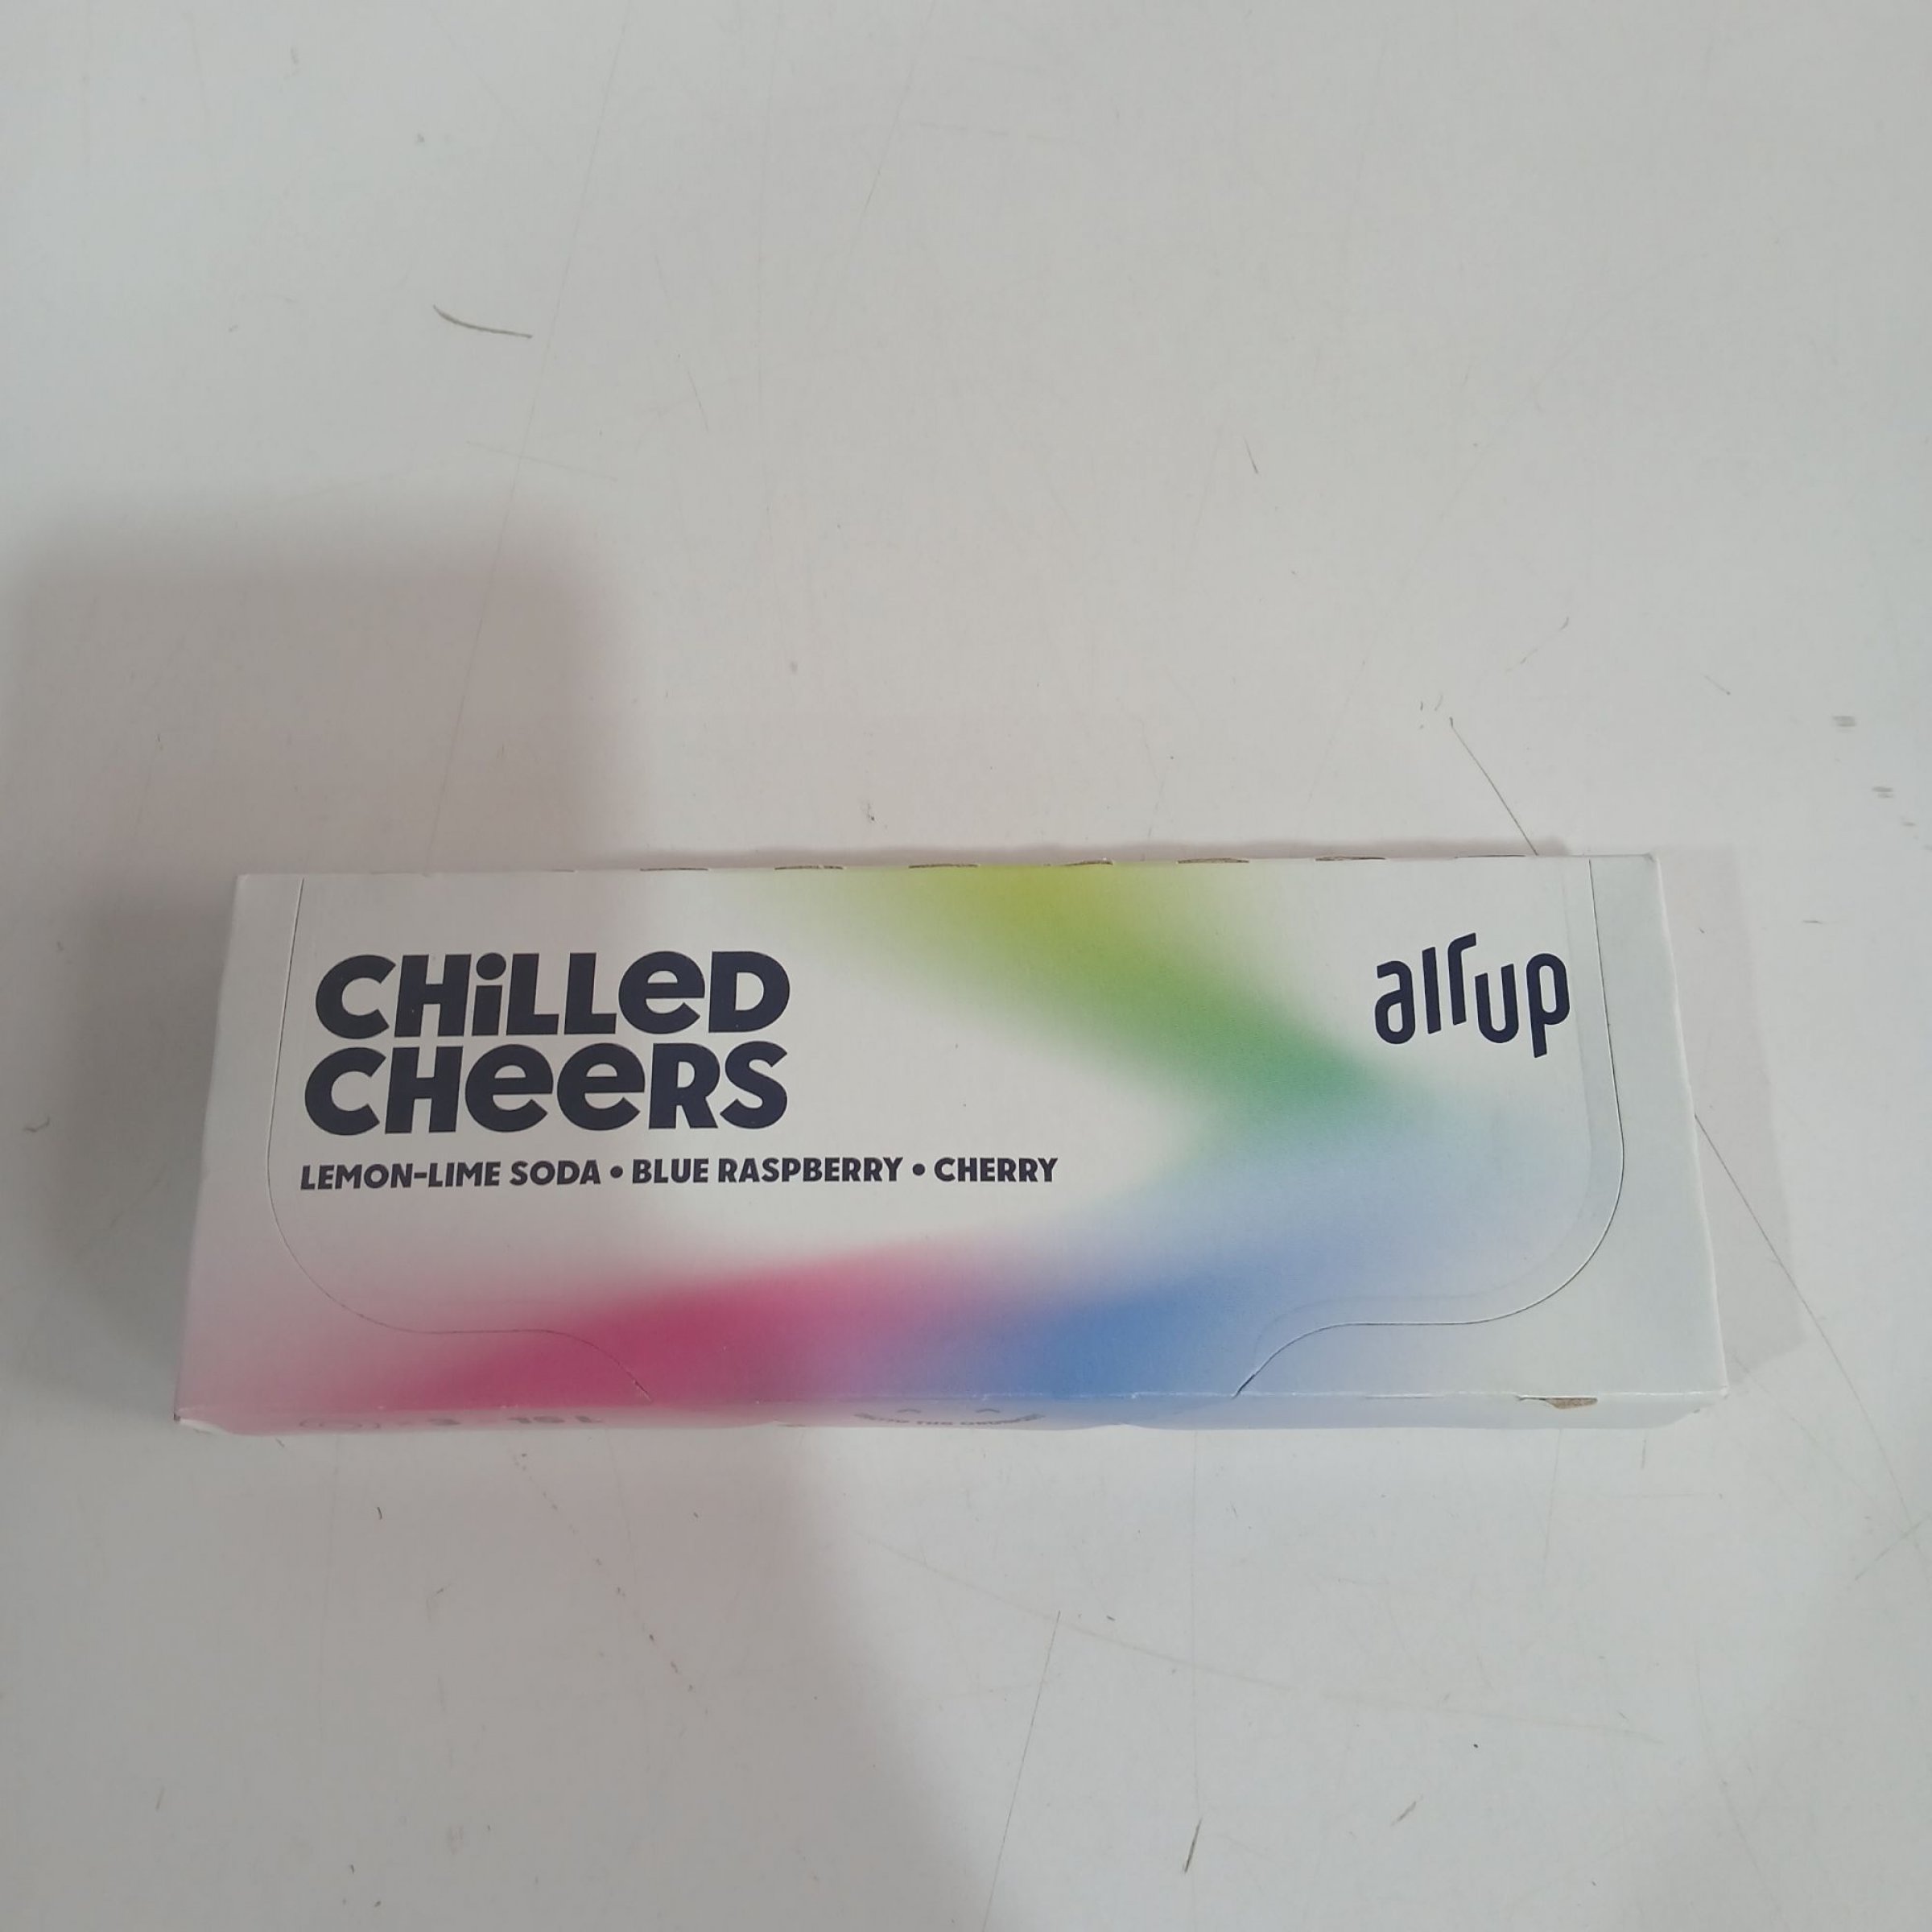 CHiLLeD
CHeeRS
air up
LEMON-LIME SODA • BLUE RASPBERRY • CHERRY